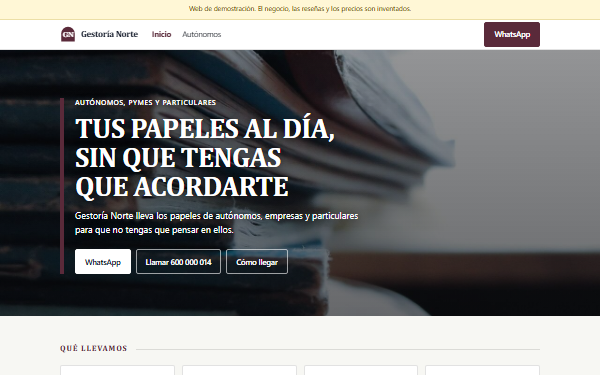 Web de demostración. El negocio, las reseñas y los precios son inventados.
GN Gestoría Norte Inicio Autónomos WhatsApp
AUTÓNOMOS, PYMES Y PARTICULARES
TUS PAPELES AL DÍA,
SIN QUE TENGAS
QUE ACORDARTE
Gestoría Norte lleva los papeles de autónomos, empresas y particulares
para que no tengas que pensar en ellos.
WhatsApp Llamar 600 000 014 Cómo llegar
QUÉ LLEVAMOS